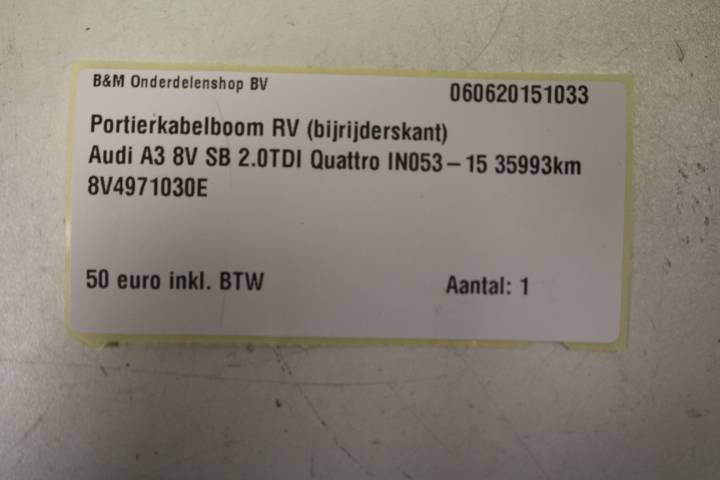 B&M Onderdelenshop BV 060620151033
Portierkabelboom RV (bijrijderskant)
Audi A3 8V SB 2.0TDI Quattro IN053-15 35993km
8V4971030E
50 euro inkl. BTW Aantal: 1